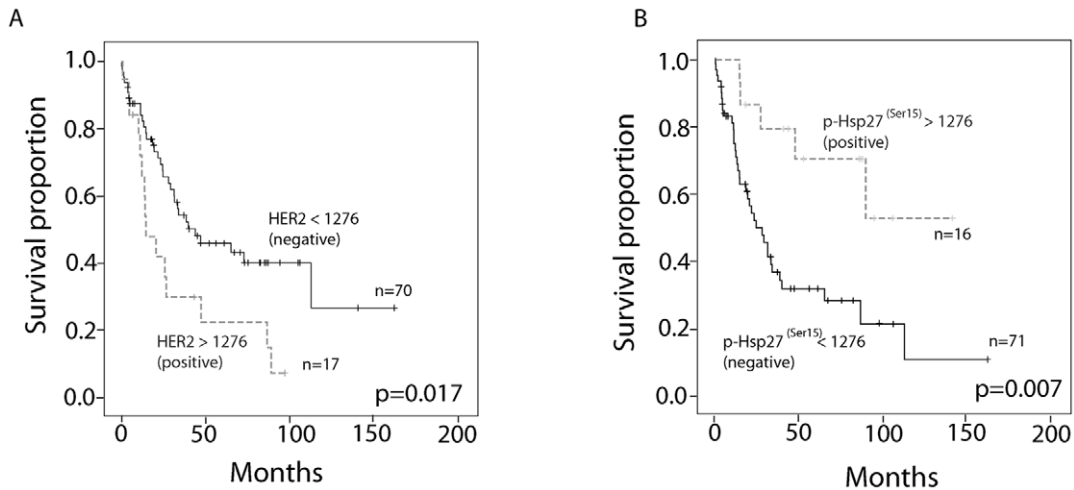 A
Survival proportion
1.0
0.8
0.6
0.4
0.2
0.0
HER2 < 1276
(negative)
n=70
HER2 > 1276
(positive)
n=17
p=0.017
0 50 100 150 200
Months
B
Survival proportion
1.0
0.8
0.6
0.4
0.2
0.0
p-Hsp27 (Ser15) > 1276
(positive)
n=16
p-Hsp27 (Ser15) < 1276
(negative)
n=71
p=0.007
0 50 100 150 200
Months